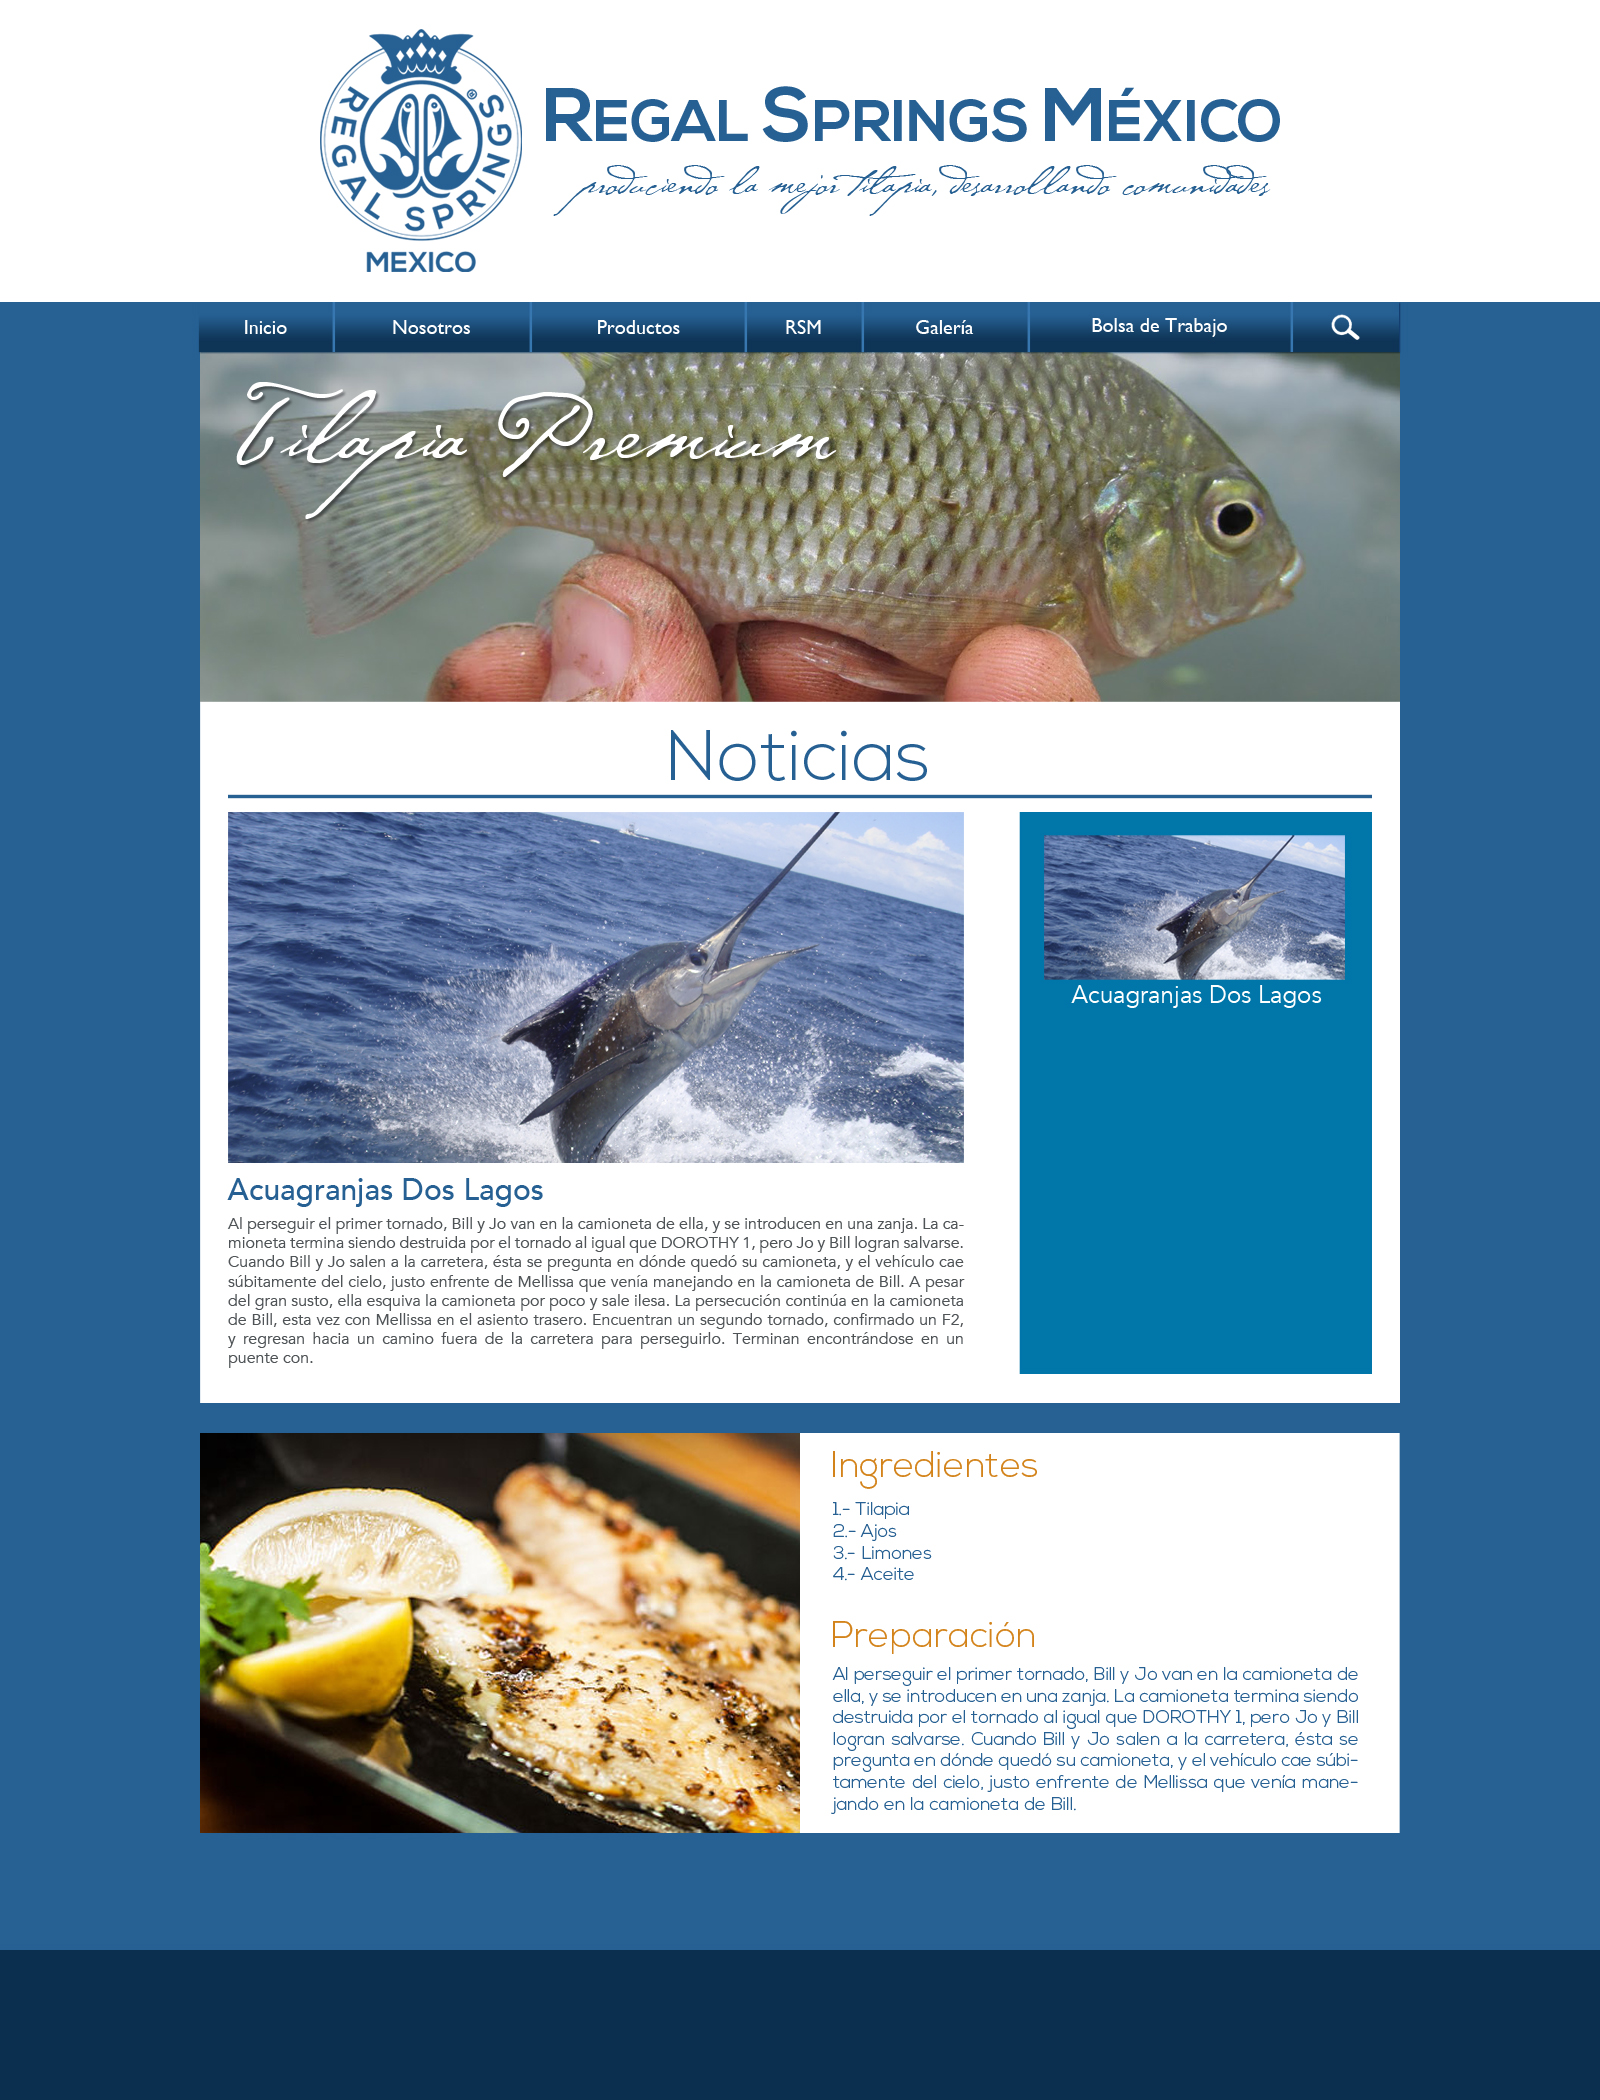 REGAL SPRINGS ®
MEXICO
REGAL SPRINGS MÉXICO
produciendo la mejor Tilapia, desarrollando comunidades
Inicio Nosotros Productos RSM Galería Bolsa de Trabajo
Tilapia Premium
Noticias
Acuagranjas Dos Lagos
Acuagranjas Dos Lagos
Al perseguir el primer tornado, Bill y Jo van en la camioneta de ella, y se introducen en una zanja. La ca-
mioneta termina siendo destruida por el tornado al igual que DOROTHY 1, pero Jo y Bill logran salvarse.
Cuando Bill y Jo salen a la carretera, ésta se pregunta en dónde quedó su camioneta, y el vehículo cae
súbitamente del cielo, justo enfrente de Mellissa que venía manejando en la camioneta de Bill. A pesar
del gran susto, ella esquiva la camioneta por poco y sale ilesa. La persecución continúa en la camioneta
de Bill, esta vez con Mellissa en el asiento trasero. Encuentran un segundo tornado, confirmado un F2,
y regresan hacia un camino fuera de la carretera para perseguirlo. Terminan encontrándose en un
puente con.
Ingredientes
1.- Tilapia
2.- Ajos
3.- Limones
4.- Aceite
Preparación
Al perseguir el primer tornado, Bill y Jo van en la camioneta de
ella, y se introducen en una zanja. La camioneta termina siendo
destruida por el tornado al igual que DOROTHY 1, pero Jo y Bill
logran salvarse. Cuando Bill y Jo salen a la carretera, ésta se
pregunta en dónde quedó su camioneta, y el vehículo cae súbi-
tamente del cielo, justo enfrente de Mellissa que venía mane-
jando en la camioneta de Bill.